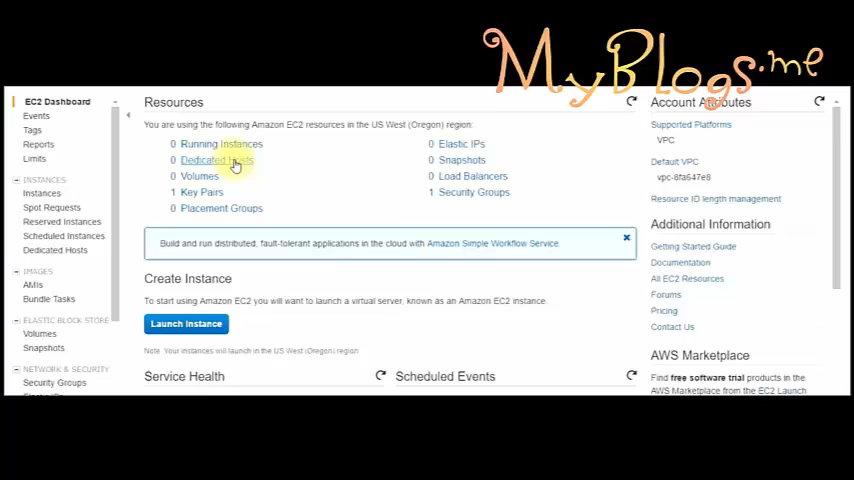 MyBlogs.me
EC2 Dashboard
Events
Tags
Reports
Limits
INSTANCES
Instances
Spot Requests
Reserved Instances
Scheduled Instances
Dedicated Hosts
IMAGES
AMIs
Bundle Tasks
ELASTIC BLOCK STORE
Volumes
Snapshots
NETWORK & SECURITY
Security Groups
Resources
You are using the following Amazon EC2 resources in the US West (Oregon) region:
0 Running Instances
0 Dedicated Hosts
0 Volumes
1 Key Pairs
0 Placement Groups
0 Elastic IPs
0 Snapshots
0 Load Balancers
1 Security Groups
Build and run distributed, fault-tolerant applications in the cloud with Amazon Simple Workflow Service.
Create Instance
To start using Amazon EC2 you will want to launch a virtual server, known as an Amazon EC2 instance.
Launch Instance
Note: Your instances will launch in the US West (Oregon) region
Service Health
Scheduled Events
Account Attributes
Supported Platforms
VPC
Default VPC
vpc-8fa647e8
Resource ID length management
Additional Information
Getting Started Guide
Documentation
All EC2 Resources
Forums
Pricing
Contact Us
AWS Marketplace
Find free software trial products in the
AWS Marketplace from the EC2 Launch